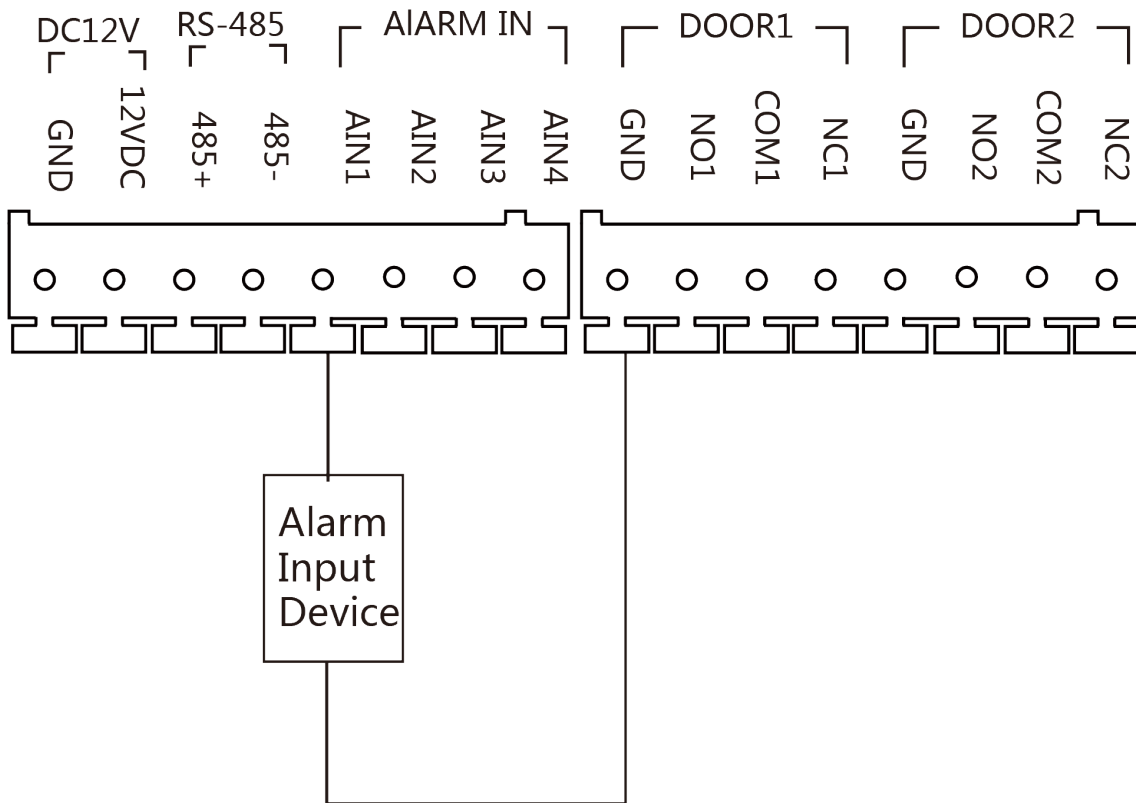 DC12V RS-485 AlARM IN DOOR1 DOOR2
GND 12VDC 485+ 485- AIN1 AIN2 AIN3 AIN4 GND NO1 COM1 NC1 GND NO2 COM2 NC2
Alarm
Input
Device